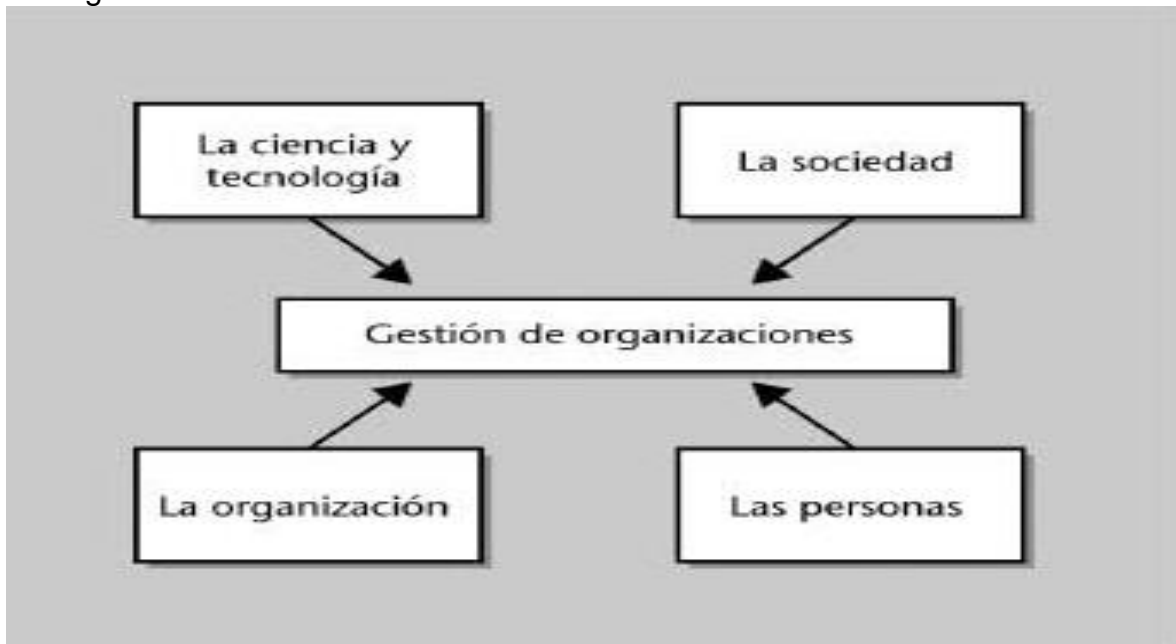 La ciencia y
tecnología
La sociedad
Gestión de organizaciones
La organización
Las personas